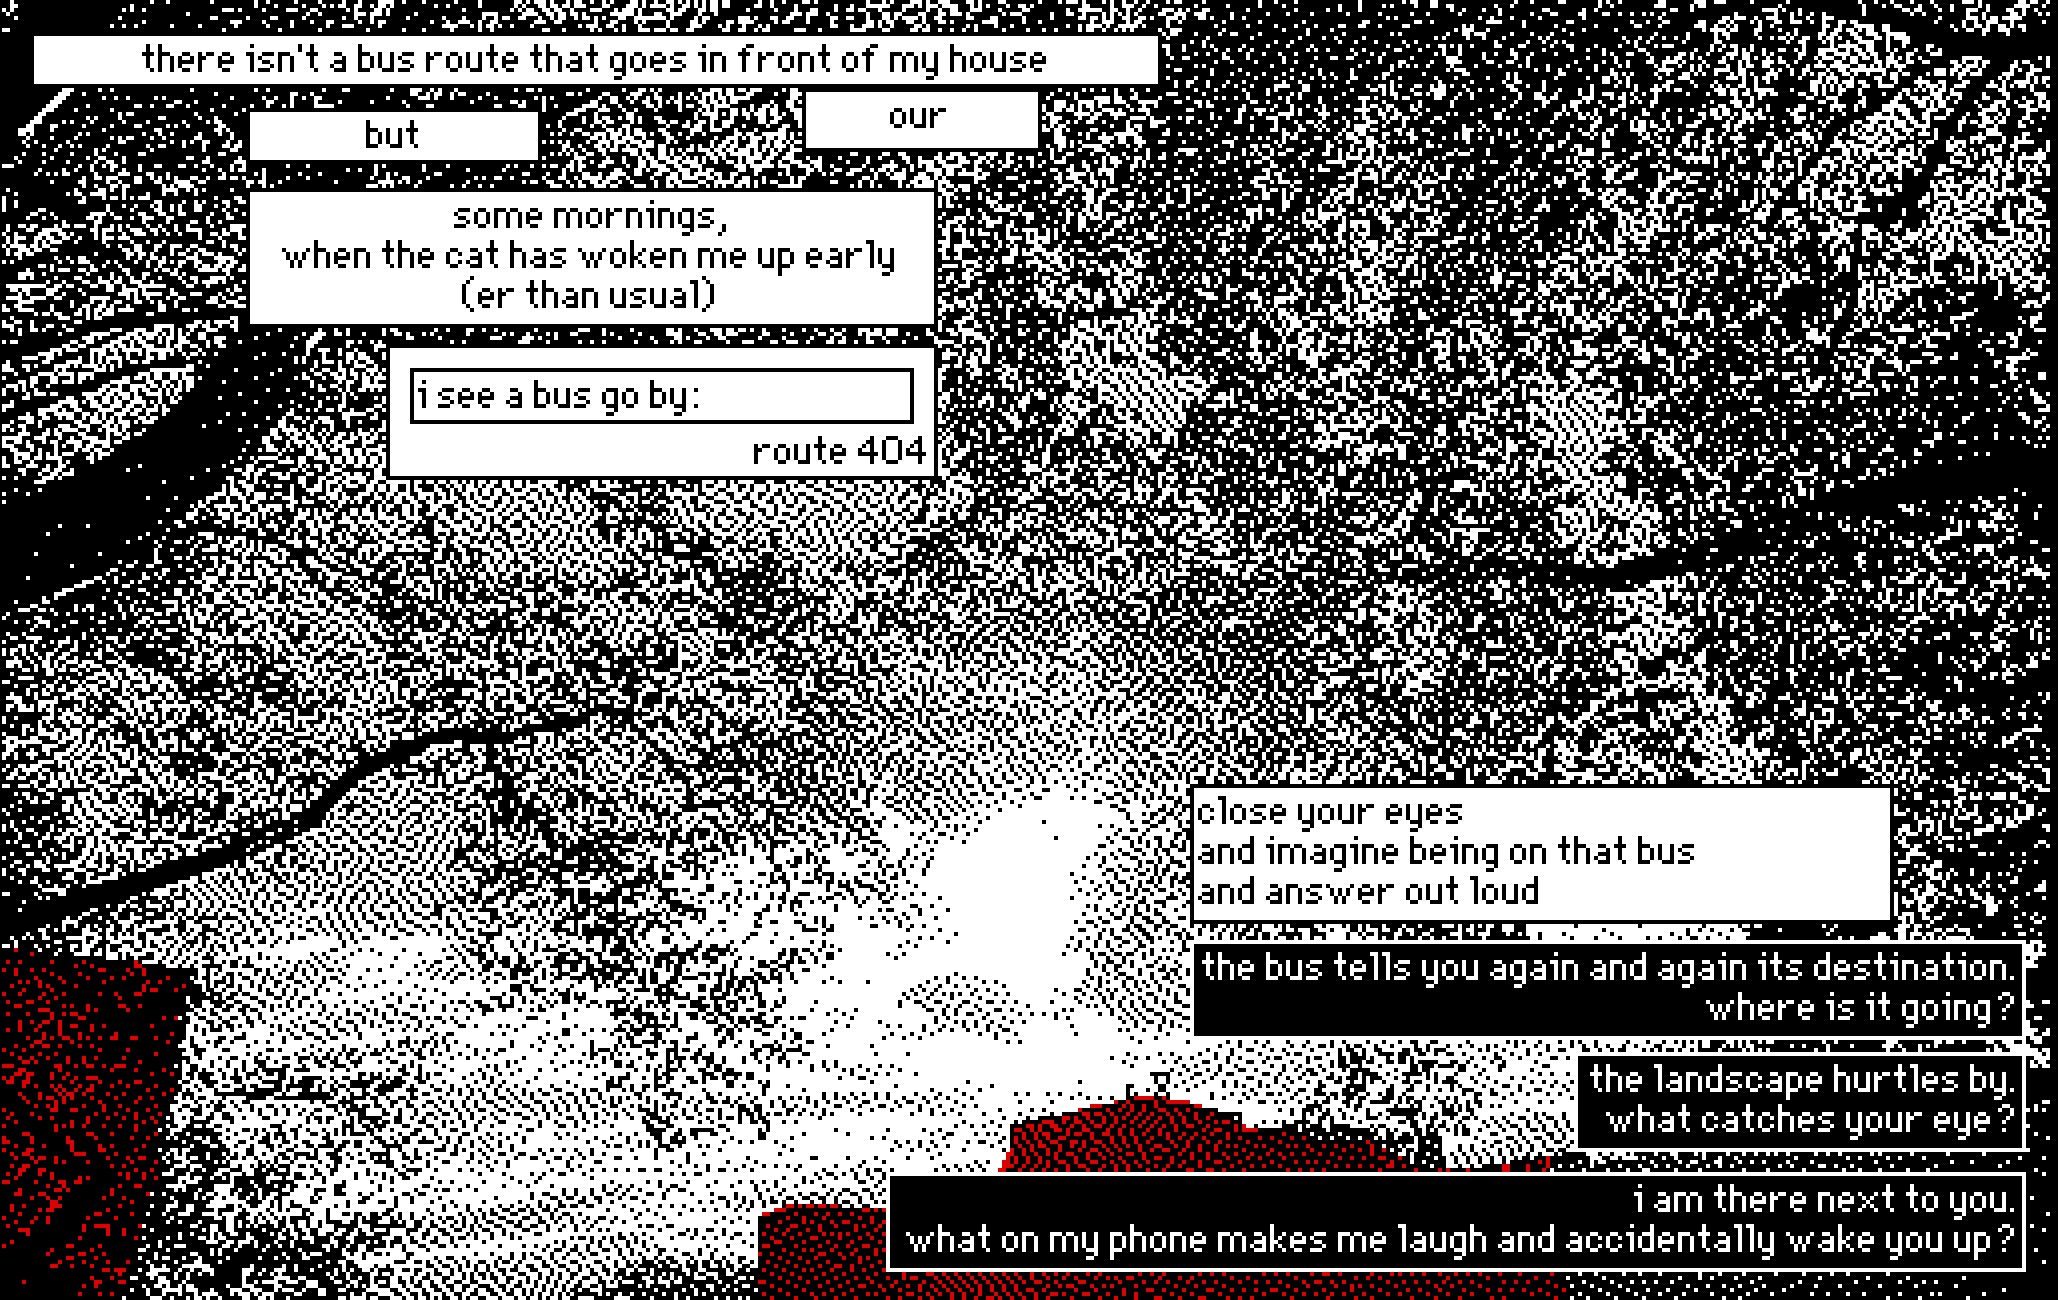 there isn't a bus route that goes in front of my house
but
our
some mornings,
when the cat has woken me up early
(er than usual)
i see a bus go by:
route 404
close your eyes
and imagine being on that bus
and answer out loud
the bus tells you again and again its destination.
where is it going?
the landscape hurtles by.
what catches your eye?
i am there next to you.
what on my phone makes me laugh and accidentally wake you up?